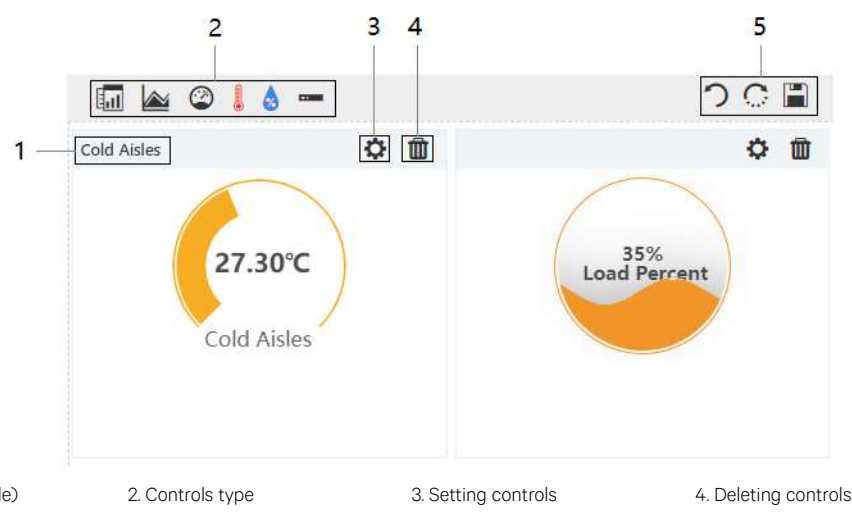 2 3 4 5
1 Cold Aisles
27.30℃
Cold Aisles
35%
Load Percent
%
le) 2. Controls type 3. Setting controls 4. Deleting controls